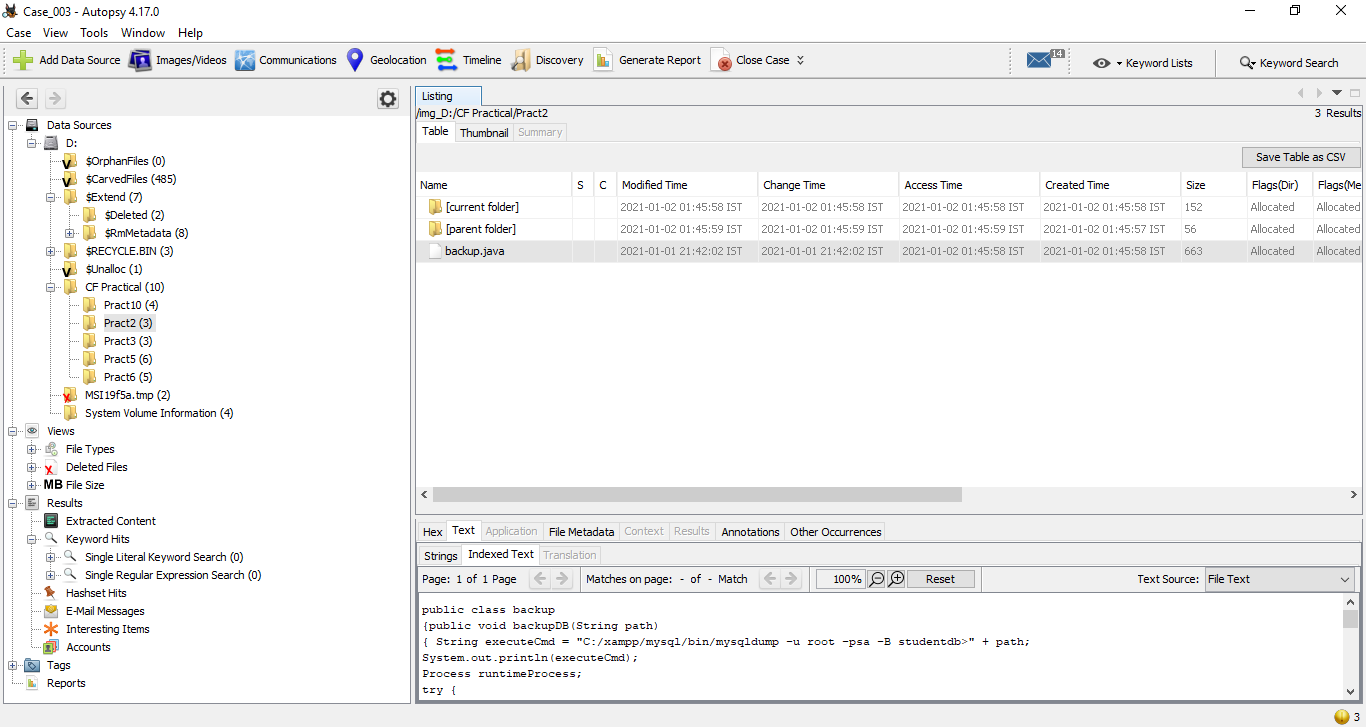 Case_003 - Autopsy 4.17.0
Case View Tools Window Help
Add Data Source Images/Videos Communications Geolocation Timeline Discovery Generate Report Close Case 14 Keyword Lists Keyword Search
Data Sources
D:
$OrphanFiles (0)
$CarvedFiles (485)
$Extend (7)
$Deleted (2)
$RmMetadata (8)
$RECYCLE.BIN (3)
$Unalloc (1)
CF Practical (10)
Pract10 (4)
Pract2 (3)
Pract3 (3)
Pract5 (6)
Pract6 (5)
MSI19f5a.tmp (2)
System Volume Information (4)
Views
File Types
Deleted Files
MB File Size
Results
Extracted Content
Keyword Hits
Single Literal Keyword Search (0)
Single Regular Expression Search (0)
Hashset Hits
E-Mail Messages
Interesting Items
Accounts
Tags
Reports
Listing
/img_D:/CF Practical/Pract2 3 Results
Table Thumbnail Summary
Save Table as CSV
Name S C Modified Time Change Time Access Time Created Time Size Flags(Dir) Flags(Me
[current folder] 2021-01-02 01:45:58 IST 2021-01-02 01:45:58 IST 2021-01-02 01:45:58 IST 2021-01-02 01:45:58 IST 152 Allocated Allocated
[parent folder] 2021-01-02 01:45:59 IST 2021-01-02 01:45:59 IST 2021-01-02 01:45:59 IST 2021-01-02 01:45:57 IST 56 Allocated Allocated
backup.java 2021-01-01 21:42:02 IST 2021-01-01 21:42:02 IST 2021-01-02 01:45:58 IST 2021-01-02 01:45:58 IST 663 Allocated Allocated
Hex Text Application File Metadata Context Results Annotations Other Occurrences
Strings Indexed Text Translation
Page: 1 of 1 Page Matches on page: - of - Match 100% Reset Text Source: File Text
public class backup
{public void backupDB(String path)
{ String executeCmd = "C:/xampp/mysql/bin/mysqldump -u root -psa -B studentdb>" + path;
System.out.println(executeCmd);
Process runtimeProcess;
try {
3